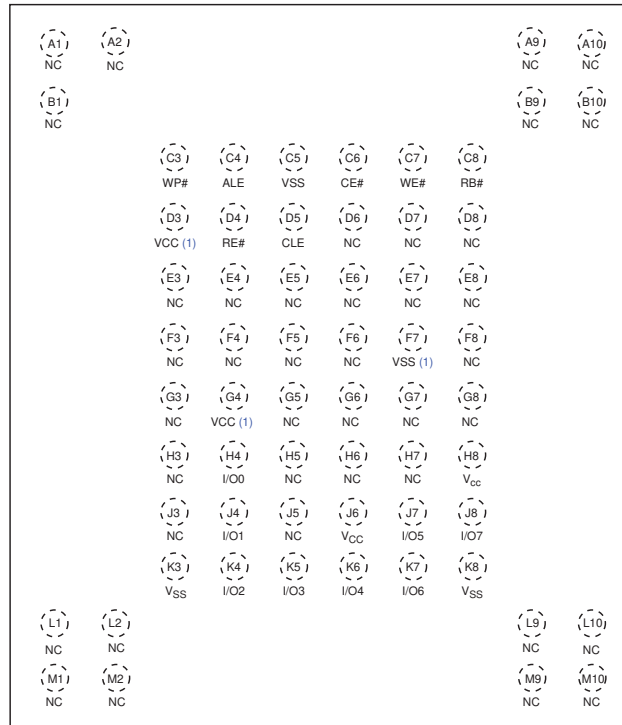 A1 A2 A9 A10
NC NC NC NC
B1 B9 B10
NC NC NC
C3 C4 C5 C6 C7 C8
WP# ALE VSS CE# WE# RB#
D3 D4 D5 D6 D7 D8
VCC (1) RE# CLE NC NC NC
E3 E4 E5 E6 E7 E8
NC NC NC NC NC NC
F3 F4 F5 F6 F7 F8
NC NC NC NC VSS (1) NC
G3 G4 G5 G6 G7 G8
NC VCC (1) NC NC NC NC
H3 H4 H5 H6 H7 H8
NC I/O0 NC NC NC Vcc
J3 J4 J5 J6 J7 J8
NC I/O1 NC VCC I/O5 I/O7
K3 K4 K5 K6 K7 K8
VSS I/O2 I/O3 I/O4 I/O6 VSS
L1 L2 L9 L10
NC NC NC NC
M1 M2 M9 M10
NC NC NC NC